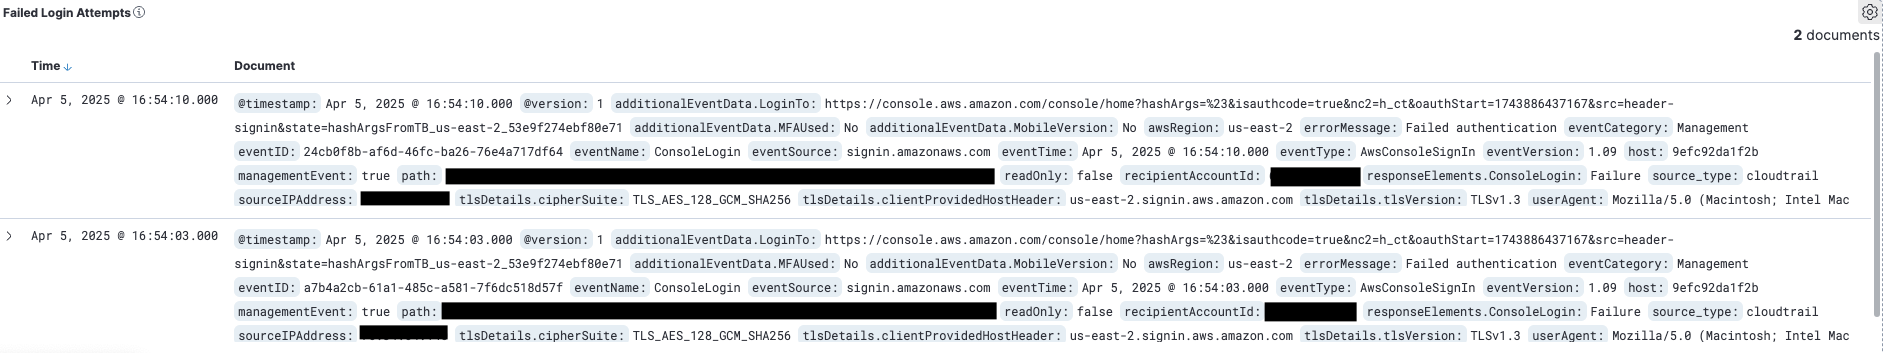 Failed Login Attempts
2 documents
Time Document
Apr 5, 2025 @ 16:54:10.000 @timestamp: Apr 5, 2025 @ 16:54:10.000 @version: 1 additionalEventData.LoginTo: https://console.aws.amazon.com/console/home?hashArgs=%23&isauthcode=true&nc2=h_ct&oauthStart=1743886437167&src=header-
signin&state=hashArgsFromTB_us-east-2_53e9f274ebf80e71 additionalEventData.MFAUsed: No additionalEventData.MobileVersion: No awsRegion: us-east-2 errorMessage: Failed authentication eventCategory: Management
eventID: 24cb0f8b-af6d-46fc-ba26-76e4a717df64 eventName: ConsoleLogin eventSource: signin.amazonaws.com eventTime: Apr 5, 2025 @ 16:54:10.000 eventType: AwsConsoleSignIn eventVersion: 1.09 host: 9efc92da1f2b
managementEvent: true path: readOnly: false recipientAccountId: responseElements.ConsoleLogin: Failure source_type: cloudtrail
sourceIPAddress: tlsDetails.cipherSuite: TLS_AES_128_GCM_SHA256 tlsDetails.clientProvidedHostHeader: us-east-2.signin.aws.amazon.com tlsDetails.tlsVersion: TLSv1.3 userAgent: Mozilla/5.0 (Macintosh; Intel Mac
Apr 5, 2025 @ 16:54:03.000 @timestamp: Apr 5, 2025 @ 16:54:03.000 @version: 1 additionalEventData.LoginTo: https://console.aws.amazon.com/console/home?hashArgs=%23&isauthcode=true&nc2=h_ct&oauthStart=1743886437167&src=header-
signin&state=hashArgsFromTB_us-east-2_53e9f274ebf80e71 additionalEventData.MFAUsed: No additionalEventData.MobileVersion: No awsRegion: us-east-2 errorMessage: Failed authentication eventCategory: Management
eventID: a7b4a2cb-61a1-485c-a581-7f6dc518d57f eventName: ConsoleLogin eventSource: signin.amazonaws.com eventTime: Apr 5, 2025 @ 16:54:03.000 eventType: AwsConsoleSignIn eventVersion: 1.09 host: 9efc92da1f2b
managementEvent: true path: readOnly: false recipientAccountId: responseElements.ConsoleLogin: Failure source_type: cloudtrail
sourceIPAddress: tlsDetails.cipherSuite: TLS_AES_128_GCM_SHA256 tlsDetails.clientProvidedHostHeader: us-east-2.signin.aws.amazon.com tlsDetails.tlsVersion: TLSv1.3 userAgent: Mozilla/5.0 (Macintosh; Intel Mac